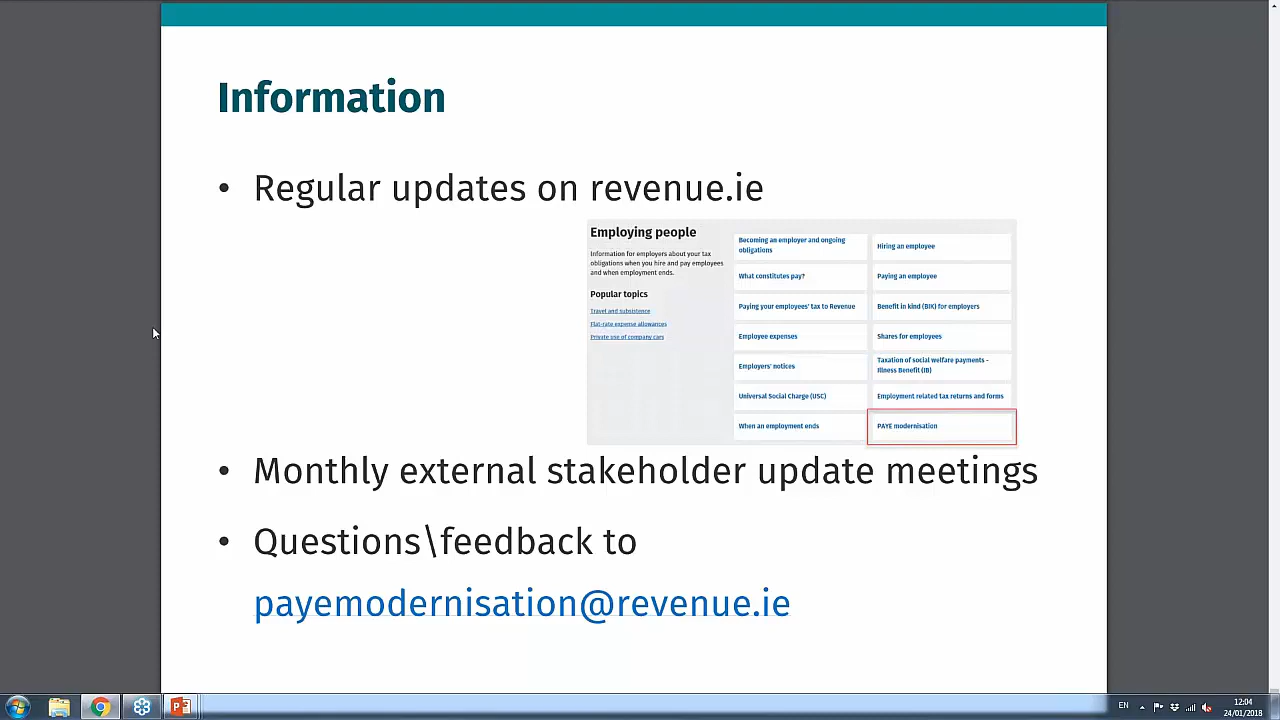 Information
• Regular updates on revenue.ie
Employing people
Information for employers about your tax
obligations when you hire and pay employees
and when employment ends.
Popular topics
Travel and subsistence
Flat-rate expense allowances
Private use of company cars
Becoming an employer and ongoing
obligations
Hiring an employee
What constitutes pay?
Paying an employee
Paying your employees' tax to Revenue
Benefit in kind (BIK) for employers
Employee expenses
Shares for employees
Employers' notices
Taxation of social welfare payments -
Illness Benefit (IB)
Universal Social Charge (USC)
Employment related tax returns and forms
When an employment ends
PAYE modernisation
• Monthly external stakeholder update meetings
• Questions\feedback to
payemodernisation@revenue.ie
EN
12:04
24/01/2018